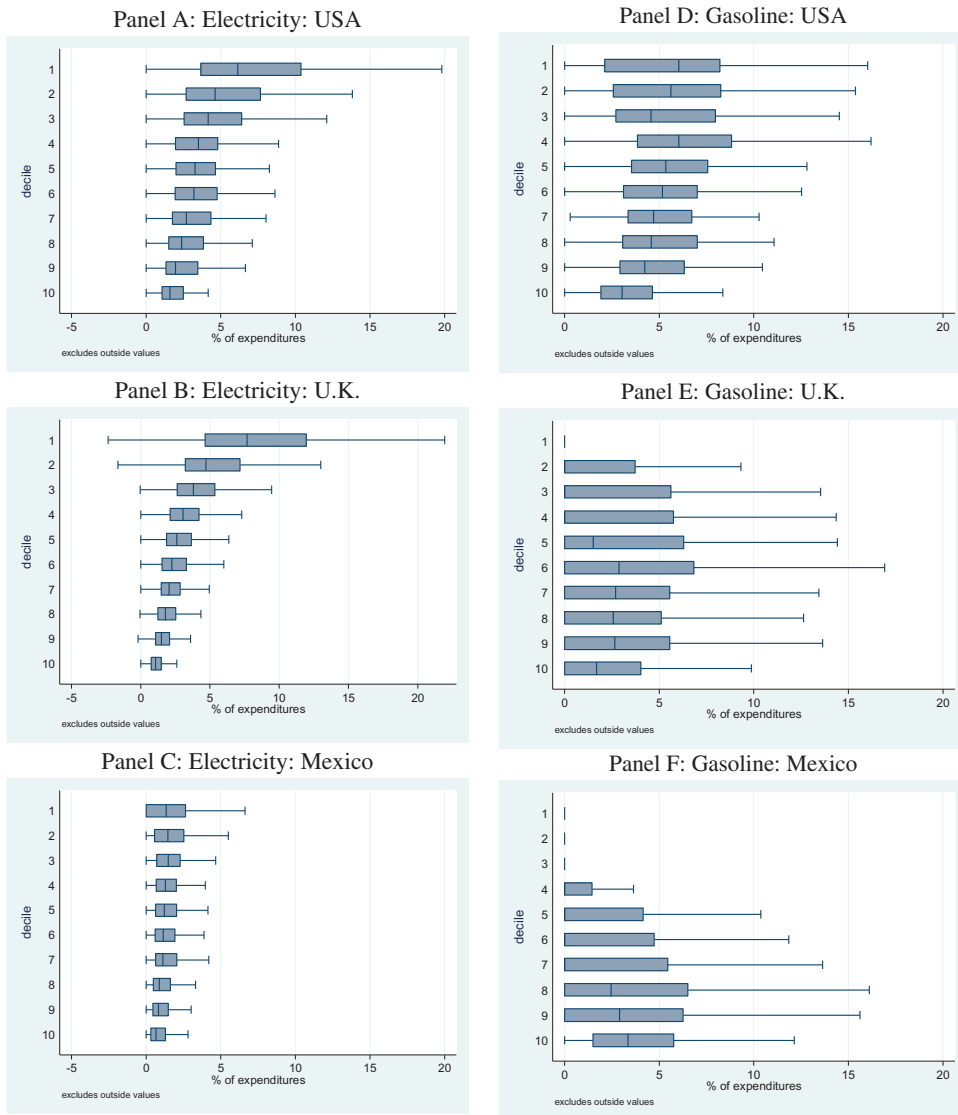 Panel A: Electricity: USA
decile
1
2
3
4
5
6
7
8
9
10
-5 0 5 10 15 20
% of expenditures
excludes outside values
Panel D: Gasoline: USA
decile
1
2
3
4
5
6
7
8
9
10
0 5 10 15 20
% of expenditures
excludes outside values
Panel B: Electricity: U.K.
decile
1
2
3
4
5
6
7
8
9
10
-5 0 5 10 15 20
% of expenditures
excludes outside values
Panel E: Gasoline: U.K.
decile
1
2
3
4
5
6
7
8
9
10
0 5 10 15 20
% of expenditures
excludes outside values
Panel C: Electricity: Mexico
decile
1
2
3
4
5
6
7
8
9
10
-5 0 5 10 15 20
% of expenditures
excludes outside values
Panel F: Gasoline: Mexico
decile
1
2
3
4
5
6
7
8
9
10
0 5 10 15 20
% of expenditures
excludes outside values